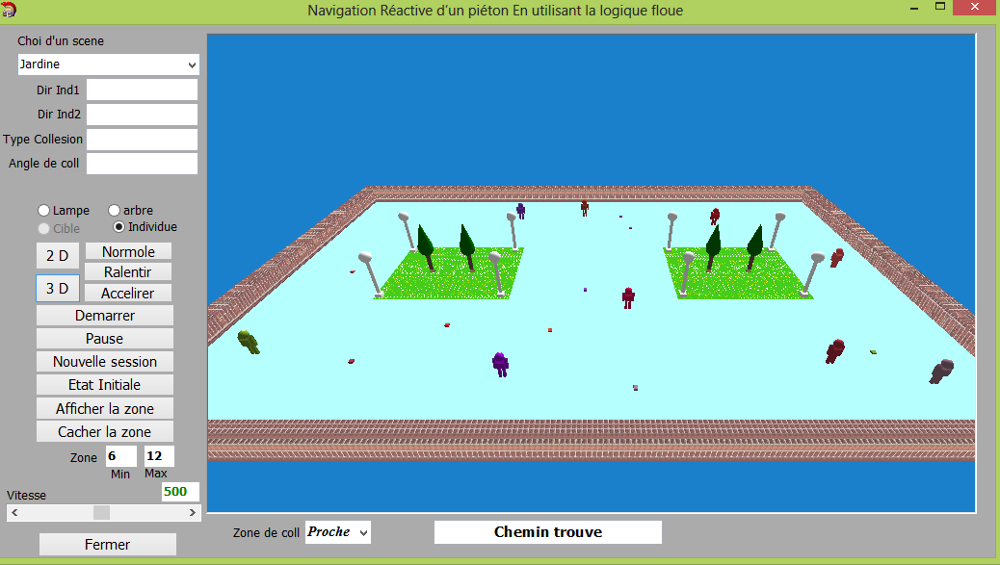 Navigation Réactive d'un piéton En utilisant la logique floue
Choi d'un scene
Jardine
Dir Ind1
Dir Ind2
Type Collesion
Angle de coll
Lampe arbre
Cible Individue
2 D Normole
Ralentir
3 D Accelirer
Demarrer
Pause
Nouvelle session
Etat Initiale
Afficher la zone
Cacher la zone
Zone 6 12
Min Max
Vitesse 500
Fermer
Zone de coll Proche Chemin trouve